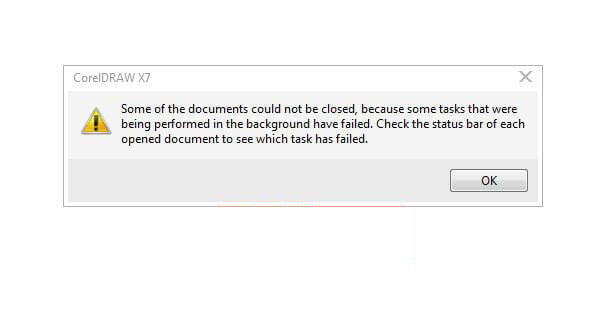 CorelDRAW X7
Some of the documents could not be closed, because some tasks that were
being performed in the background have failed. Check the status bar of each
opened document to see which task has failed.
OK